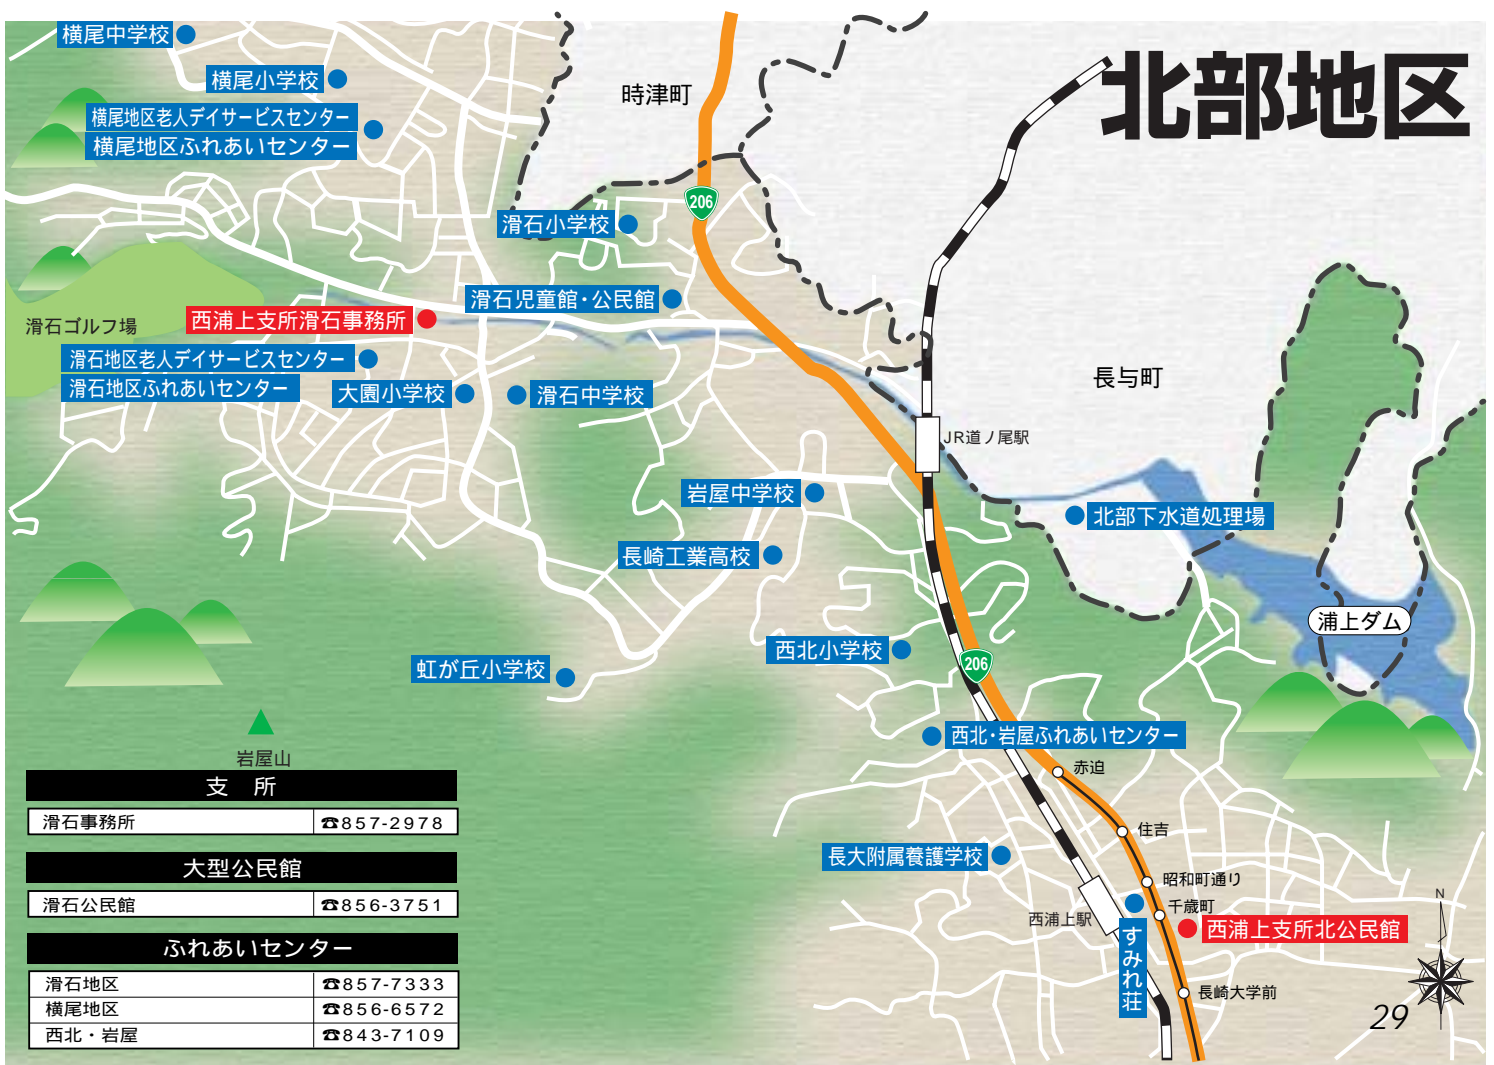 北部地区
横尾中学校
横尾小学校
横尾地区老人デイサービスセンター
横尾地区ふれあいセンター
時津町
206
滑石小学校
滑石児童館・公民館
滑石ゴルフ場
西浦上支所滑石事務所
滑石地区老人デイサービスセンター
滑石地区ふれあいセンター
大園小学校
滑石中学校
長与町
JR道ノ尾駅
岩屋中学校
北部下水道処理場
長崎工業高校
浦上ダム
西北小学校
206
虹が丘小学校
西北・岩屋ふれあいセンター
岩屋山
赤迫
住吉
長大附属養護学校
昭和町通り
千歳町
西浦上駅
すみれ荘
西浦上支所北公民館
長崎大学前
N
支 所
滑石事務所 ☎857-2978
大型公民館
滑石公民館 ☎856-3751
ふれあいセンター
滑石地区 ☎857-7333
横尾地区 ☎856-6572
西北・岩屋 ☎843-7109
29